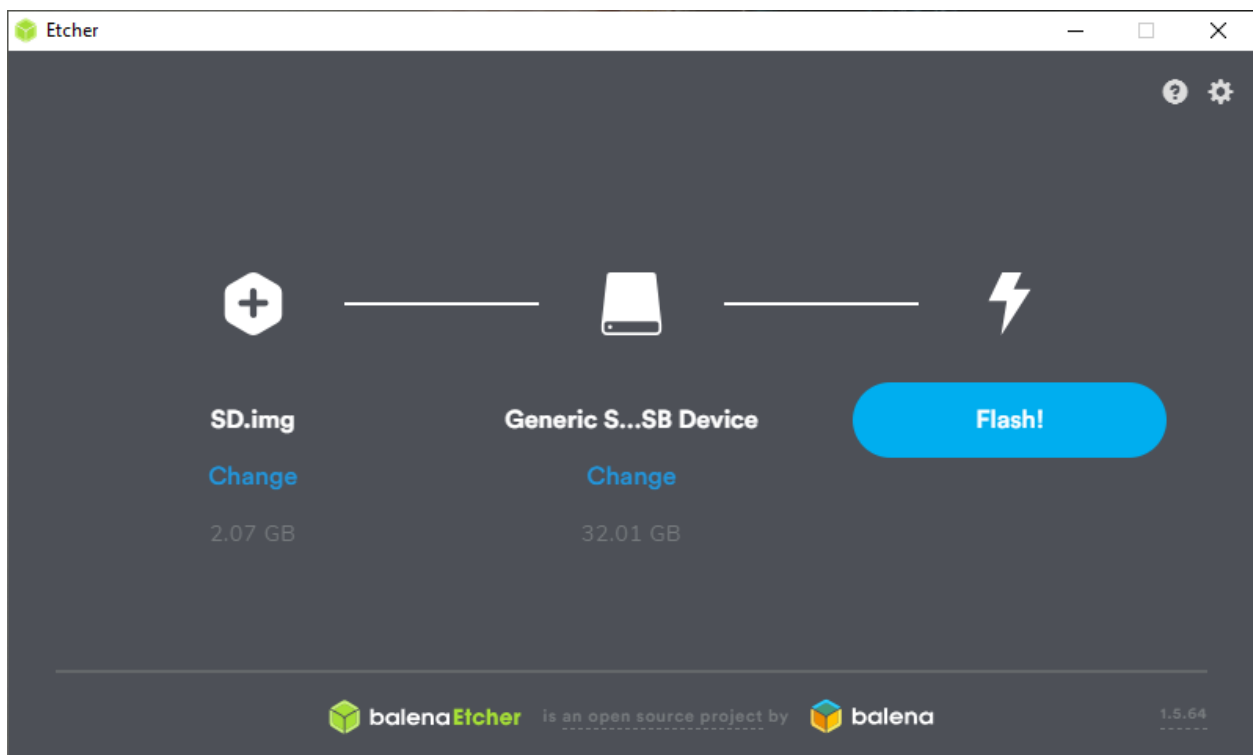 Etcher
SD.img
Generic S...SB Device
Flash!
Change
Change
2.07 GB
32.01 GB
balenaEtcher is an open source project by balena
1.5.64